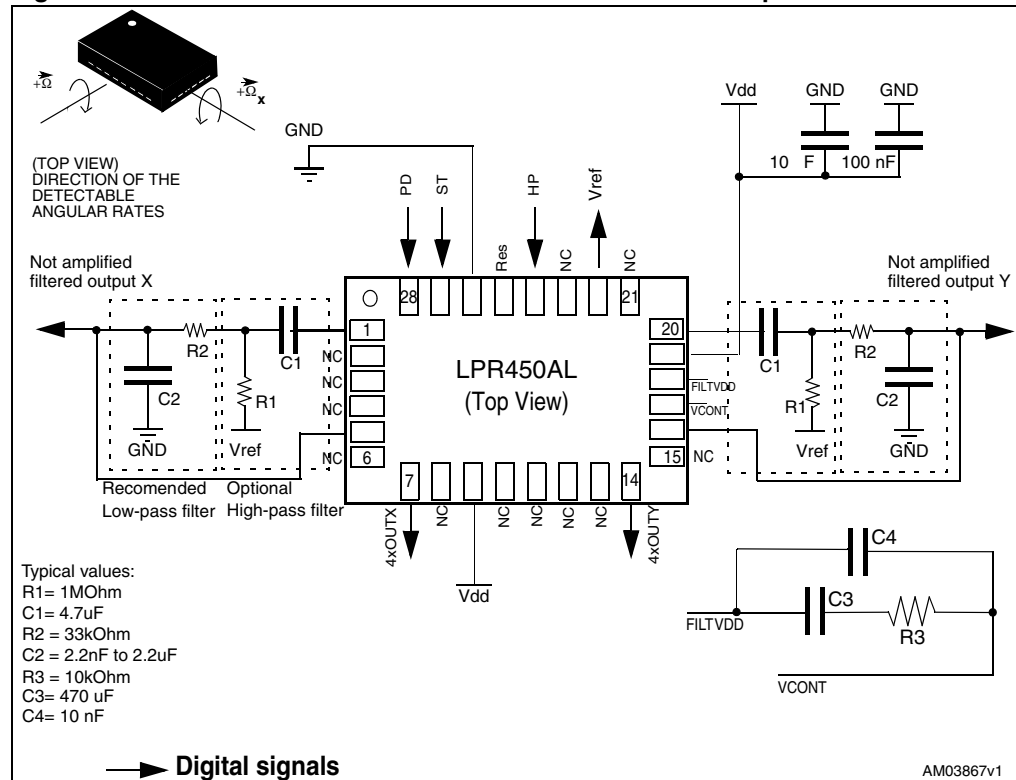 +Ω
+Ωx
(TOP VIEW)
DIRECTION OF THE
DETECTABLE
ANGULAR RATES
GND
PD
ST
Res
HP
NC
Vref
NC
Vdd
GND
GND
10 F
100 nF
Not amplified
filtered output X
Not amplified
filtered output Y
28
21
1
20
NC
NC
NC
NC
6
15
NC
FILTVDD
VCONT
LPR450AL
(Top View)
7
14
R2
C1
C2
R1
GND
Vref
Recomended
Low-pass filter
Optional
High-pass filter
C1
R2
R1
C2
Vref
GND
4xOUTX
NC
Vdd
NC
NC
NC
NC
4xOUTY
Typical values:
R1= 1MOhm
C1= 4.7uF
R2 = 33kOhm
C2 = 2.2nF to 2.2uF
R3 = 10kOhm
C3= 470 uF
C4= 10 nF
C4
C3
R3
FILTVDD
VCONT
Digital signals
AM03867v1